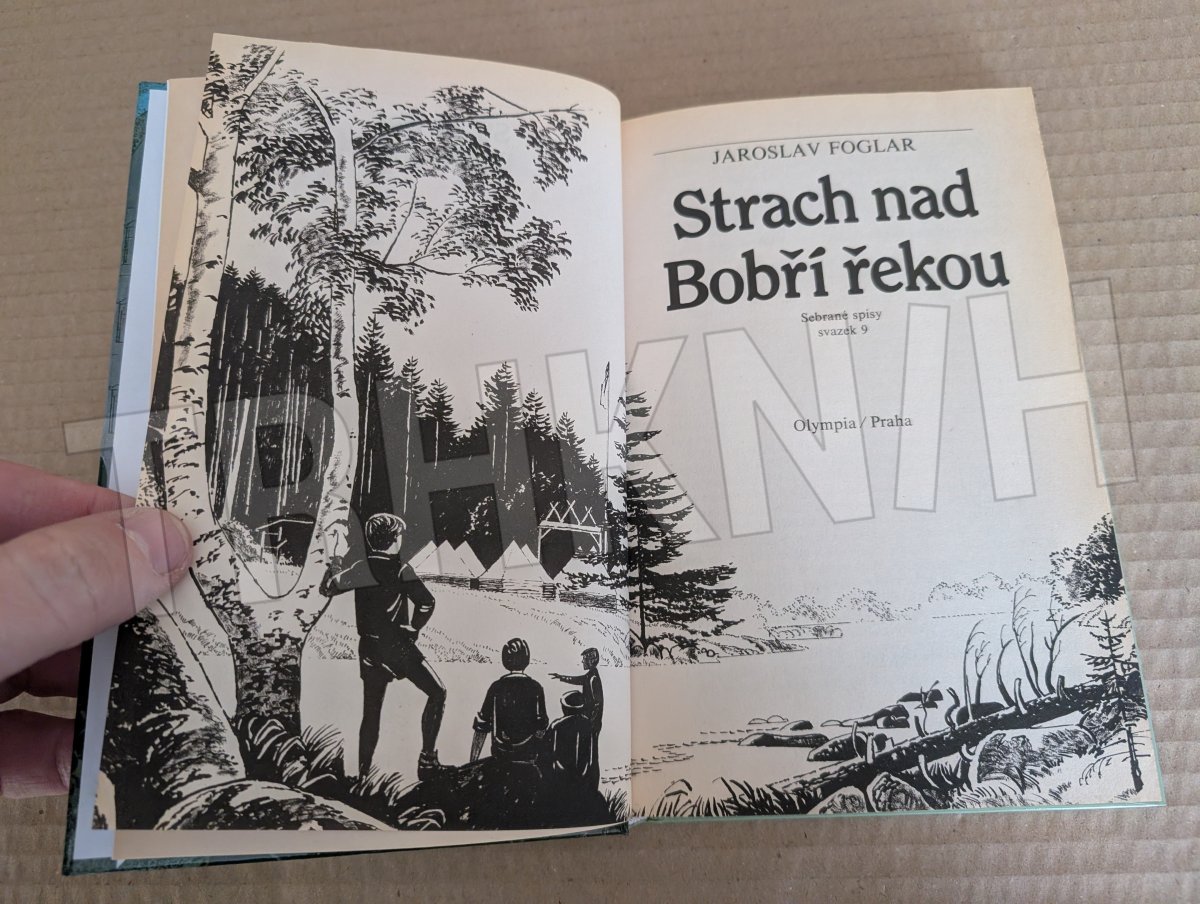 JAROSLAV FOGLAR
Strach nad
Bobří řekou
Sebrané spisy
svazek 9
Olympia/Praha
TRHKNIH